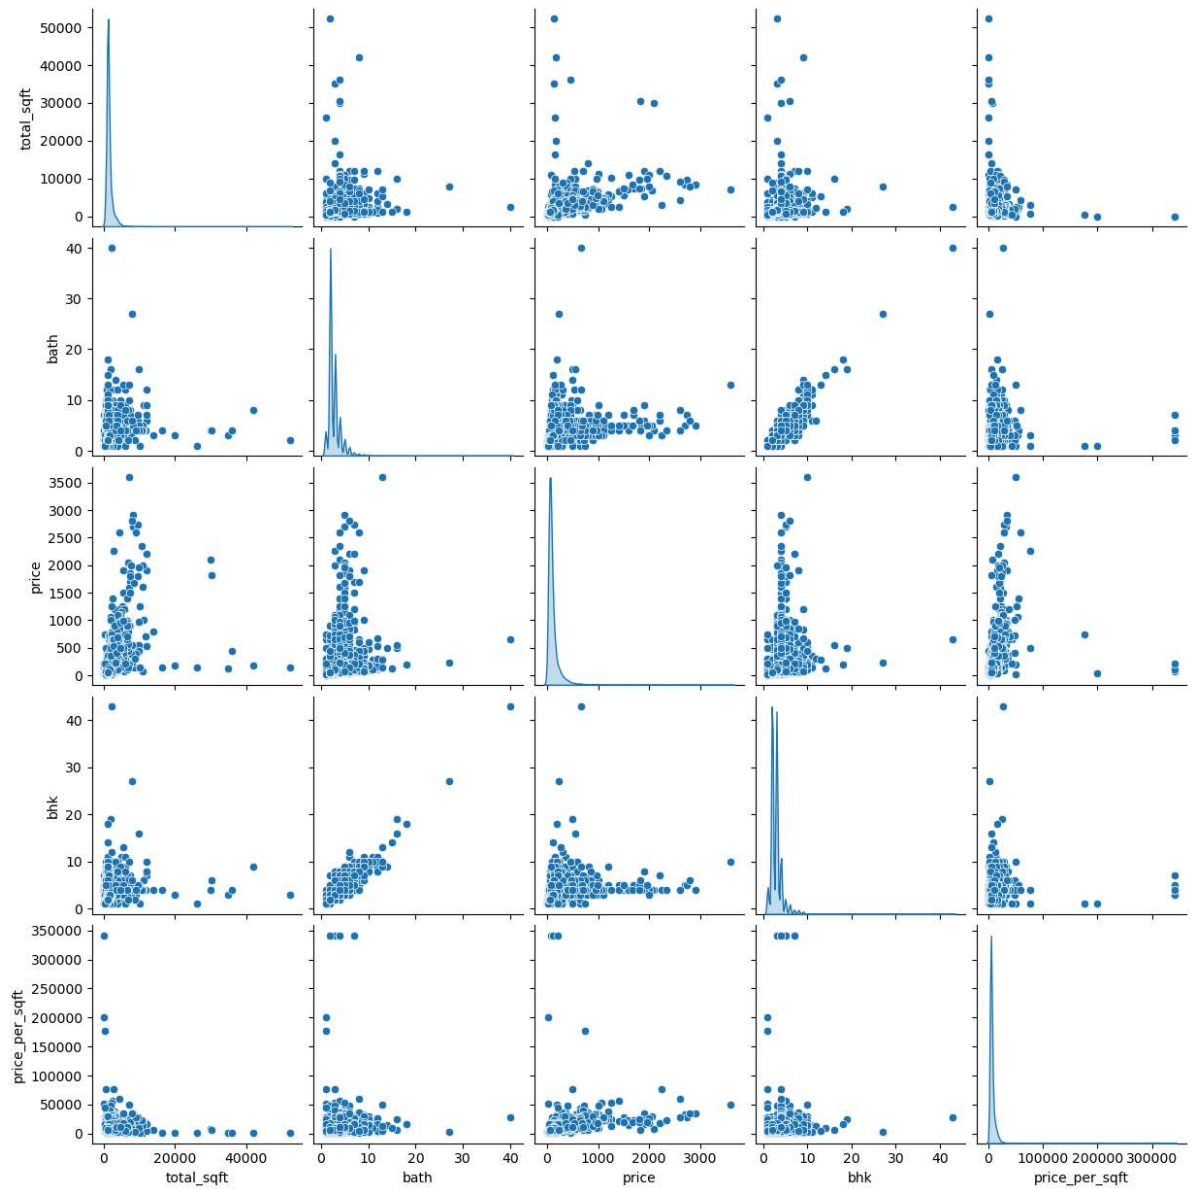 50000
40000
30000
20000
10000
0
total_sqft
40
30
20
10
0
bath
3500
3000
2500
2000
1500
1000
500
0
price
40
30
20
10
0
bhk
350000
300000
250000
200000
150000
100000
50000
0
price_per_sqft
0 20000 40000
0 10 20 30 40
0 1000 2000 3000
0 10 20 30 40
0 100000 200000 300000
total_sqft bath price bhk price_per_sqft